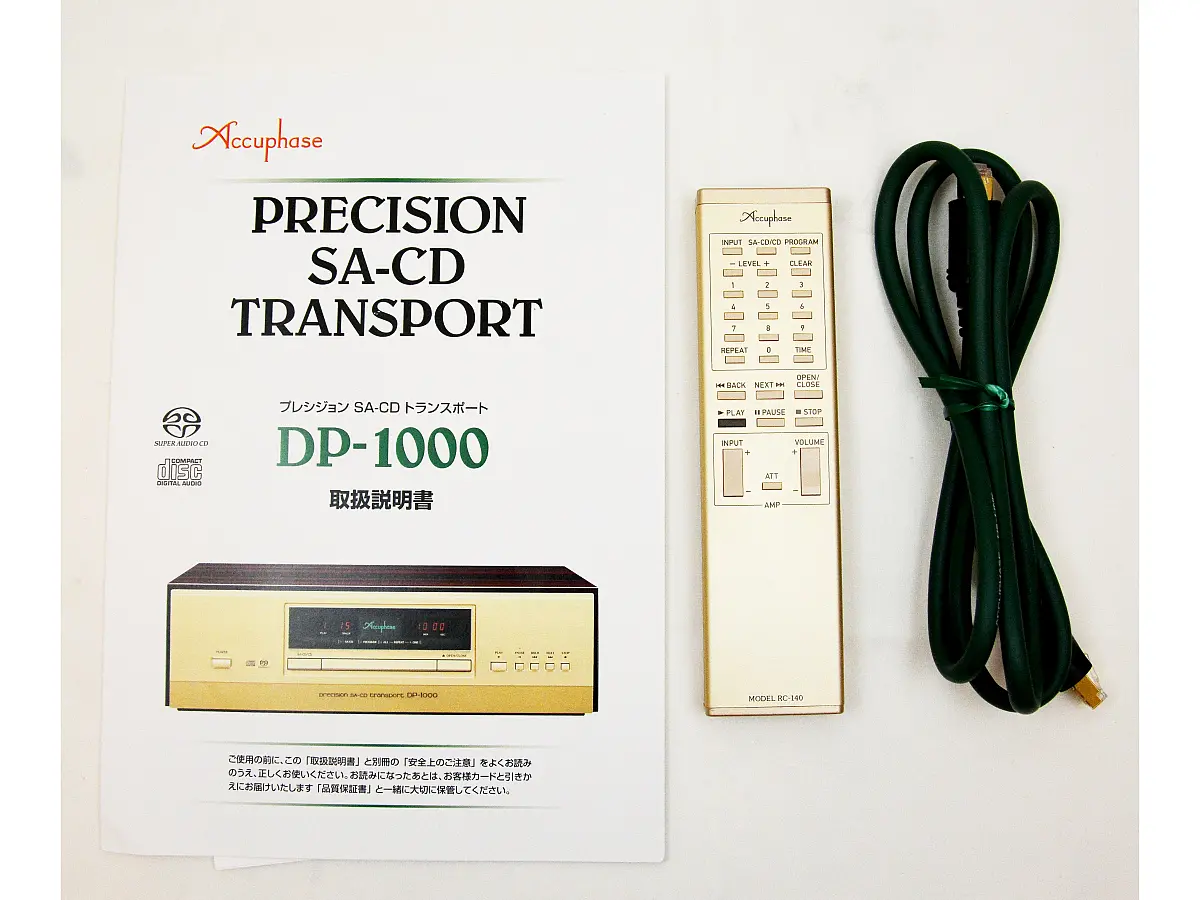 Accuphase
PRECISION
SA-CD
TRANSPORT
プレシジョン SA-CD トランスポート
DP-1000
取扱説明書
SUPER AUDIO CD
COMPACT
disc
DIGITAL AUDIO
Accuphase
precision SA-CD transport DP-1000
ご使用の前に、この「取扱説明書」と別冊の「安全上のご注意」をよくお読み
のうえ、正しくお使いください。お読みになったあとは、お客様カードと引きか
えにお届けいたします「品質保証書」と一緒に大切に保管してください。
Accuphase
INPUT SA-CD/CD PROGRAM
− LEVEL + CLEAR
1 2 3
4 5 6
7 8 9
REPEAT 0 TIME
OPEN/
CLOSE
BACK NEXT
PLAY PAUSE STOP
INPUT VOLUME
+ +
ATT
− −
AMP
MODEL RC-140